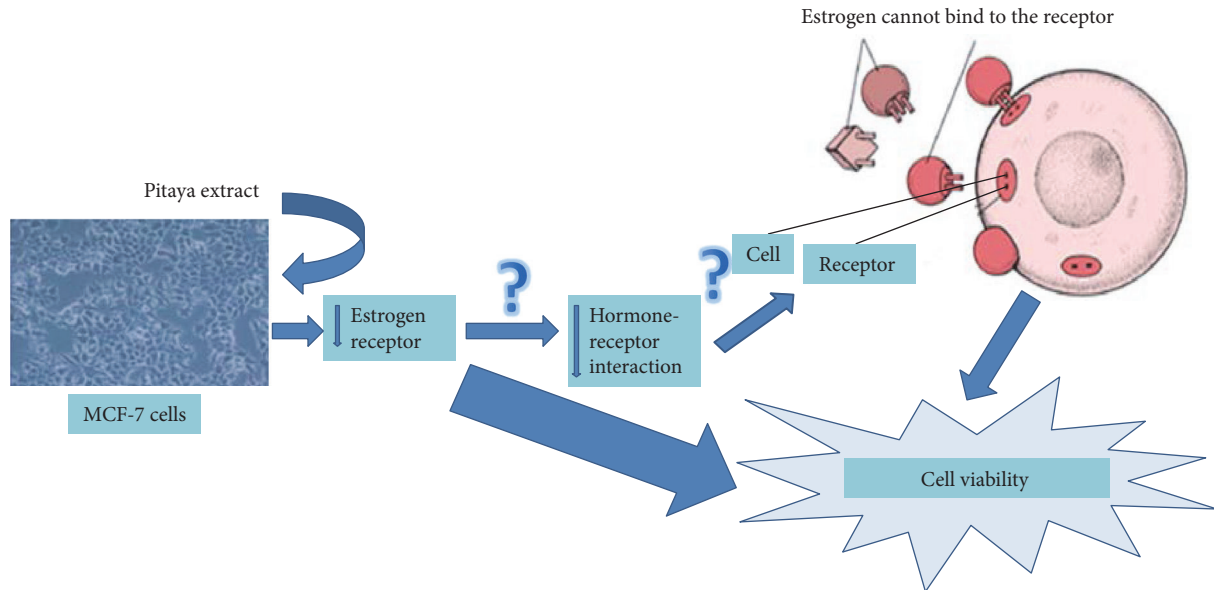 Estrogen cannot bind to the receptor
Pitaya extract
MCF-7 cells
Estrogen
receptor
?
Hormone-
receptor
interaction
?
Cell
Receptor
Cell viability